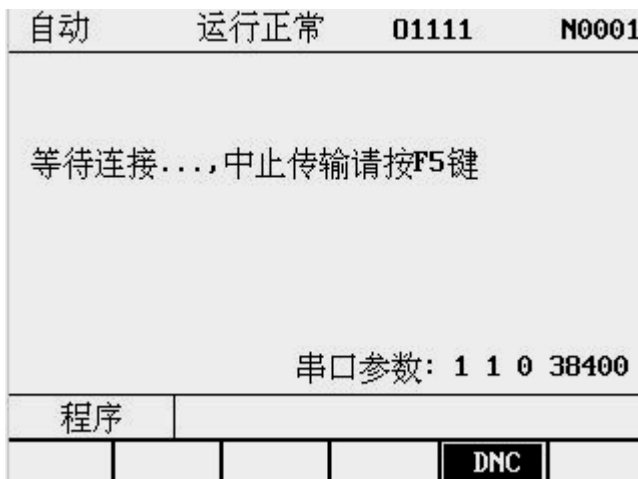 自动 运行正常 O1111 N0001
等待连接...,中止传输请按F5键
串口参数: 1 1 0 38400
程序
DNC